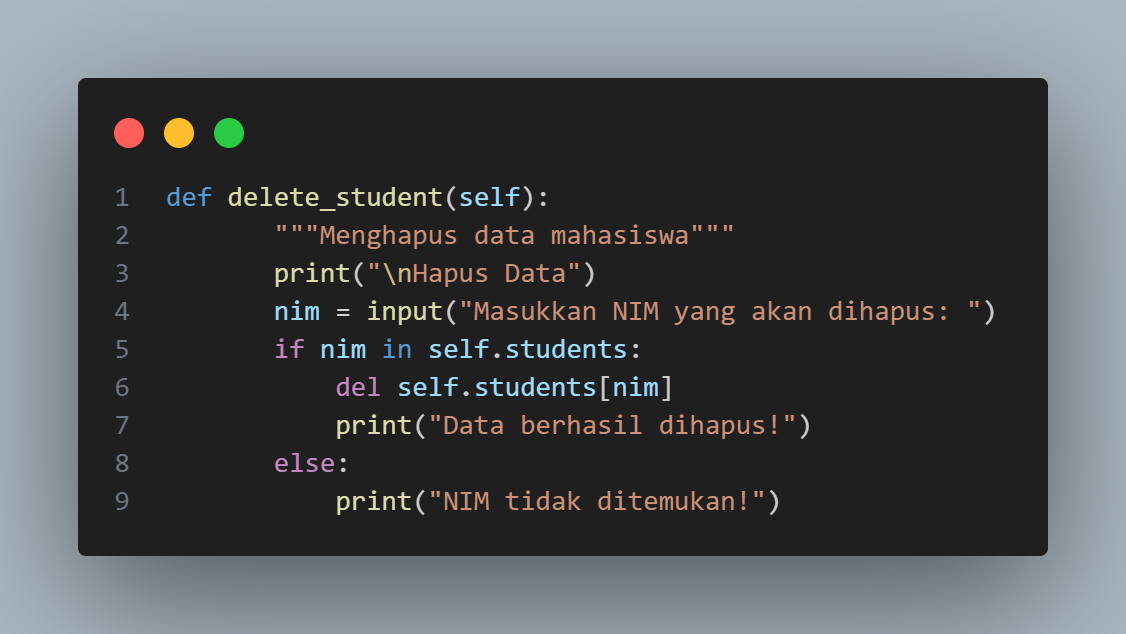 1 def delete_student(self):
2         """Menghapus data mahasiswa"""
3         print("\nHapus Data")
4         nim = input("Masukkan NIM yang akan dihapus: ")
5         if nim in self.students:
6             del self.students[nim]
7             print("Data berhasil dihapus!")
8         else:
9             print("NIM tidak ditemukan!")